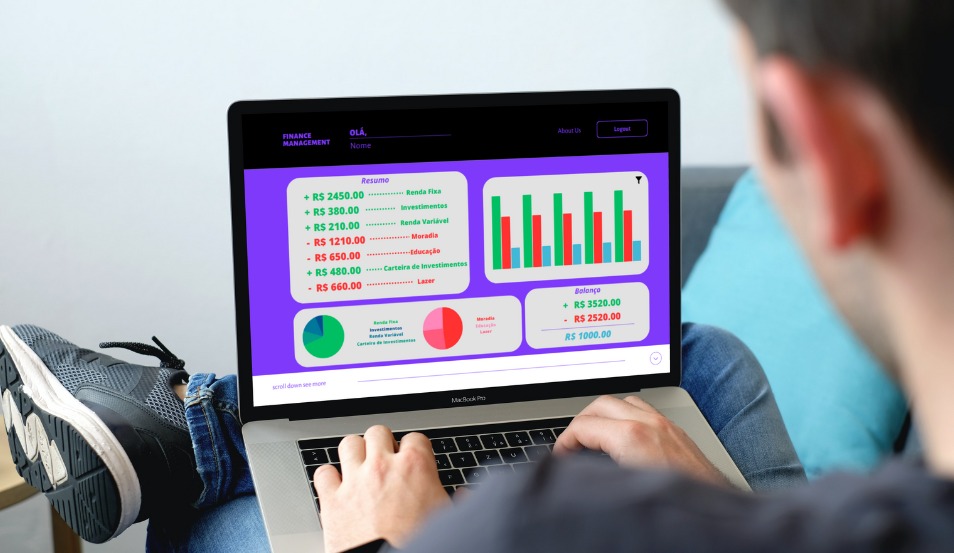 FINANCE
MANAGEMENT
OLÁ,
Nome
About Us
Logout
Resumo
+ R$ 2450.00 ............ Renda Fixa
+ R$ 380.00 ............ Investimentos
+ R$ 210.00 ............ Renda Variável
- R$ 1210.00 ............ Moradia
- R$ 650.00 ............ Educação
+ R$ 480.00 ...... Carteira de Investimentos
- R$ 660.00 ............ Lazer
Renda Fixa
Investimentos
Renda Variável
Carteira de Investimentos
Moradia
Educação
Lazer
Balanço
+ R$ 3520.00
- R$ 2520.00
R$ 1000.00
scroll down see more
MacBook Pro